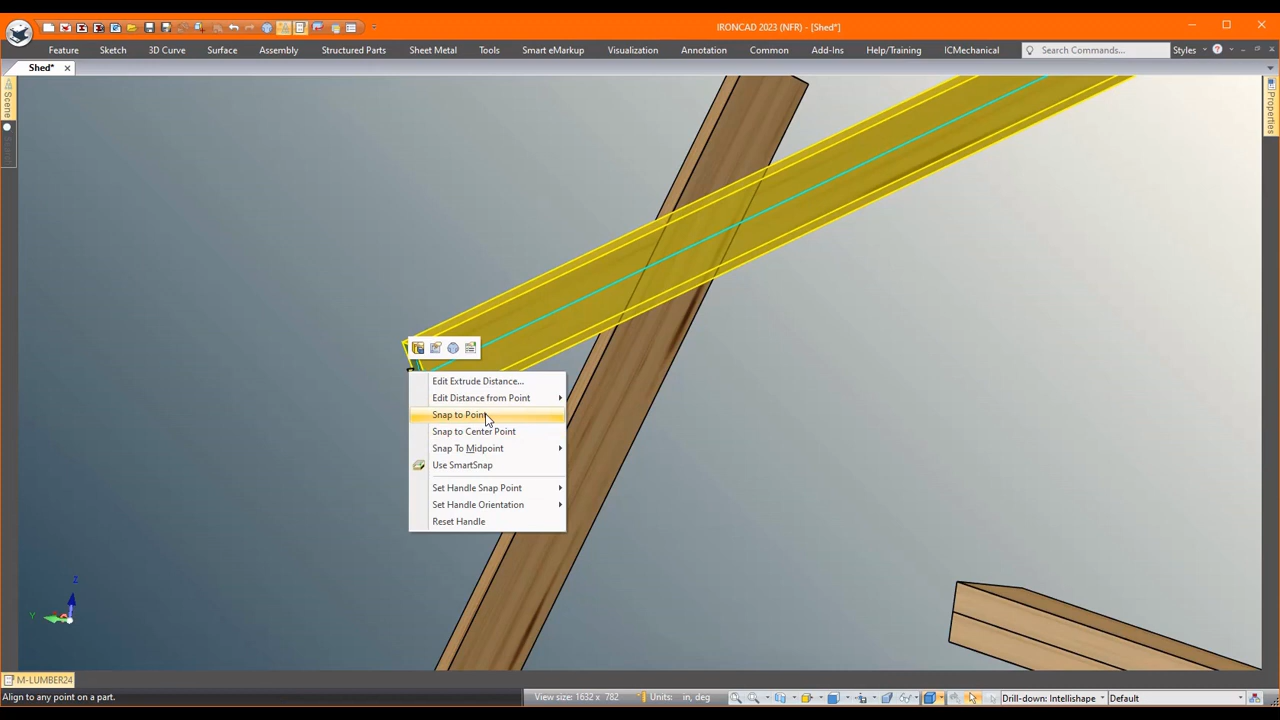 IRONCAD 2023 (NFR) - [Shed*]
Feature
Sketch
3D Curve
Surface
Assembly
Structured Parts
Sheet Metal
Tools
Smart eMarkup
Visualization
Annotation
Common
Add-Ins
Help/Training
ICMechanical
Search Commands...
Styles
Shed*
Scene
Search
Properties
Edit Extrude Distance...
Edit Distance from Point
Snap to Point
Snap to Center Point
Snap To Midpoint
Use SmartSnap
Set Handle Snap Point
Set Handle Orientation
Reset Handle
Z
Y
M-LUMBER24
Align to any point on a part.
View size: 1632 x 782
Units: in, deg
Drill-down: Intellishape
Default